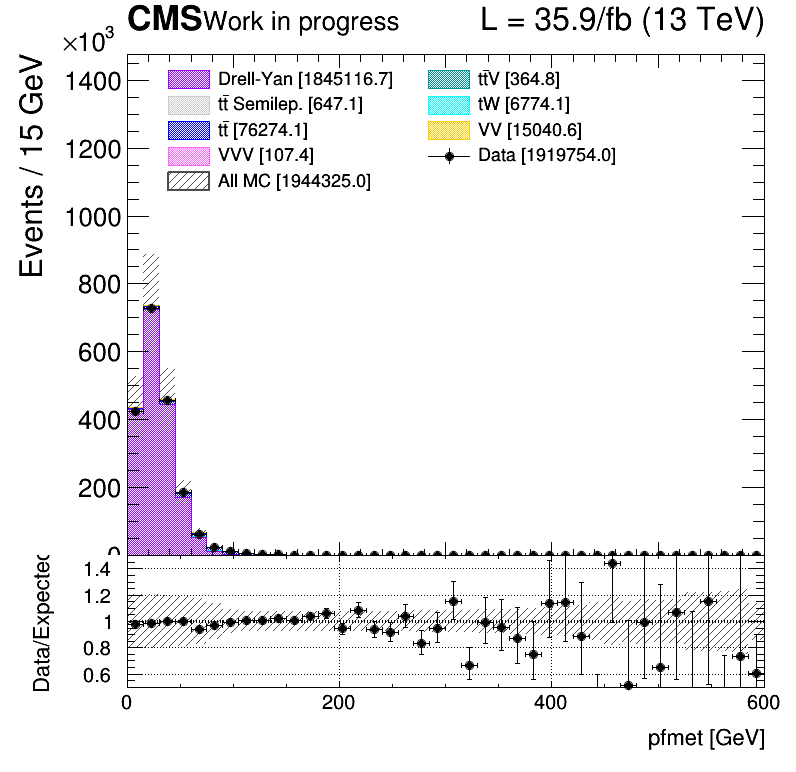 CMS Work in progress L = 35.9/fb (13 TeV)
×10³
Events / 15 GeV
1400
1200
1000
800
600
400
200
0
Drell-Yan [1845116.7]
tt̄ Semilep. [647.1]
tt̄ [76274.1]
VVV [107.4]
All MC [1944325.0]
tt̄V [364.8]
tW [6774.1]
VV [15040.6]
Data [1919754.0]
Data/Expected
1.4
1.2
1
0.8
0.6
0 200 400 600
pfmet [GeV]